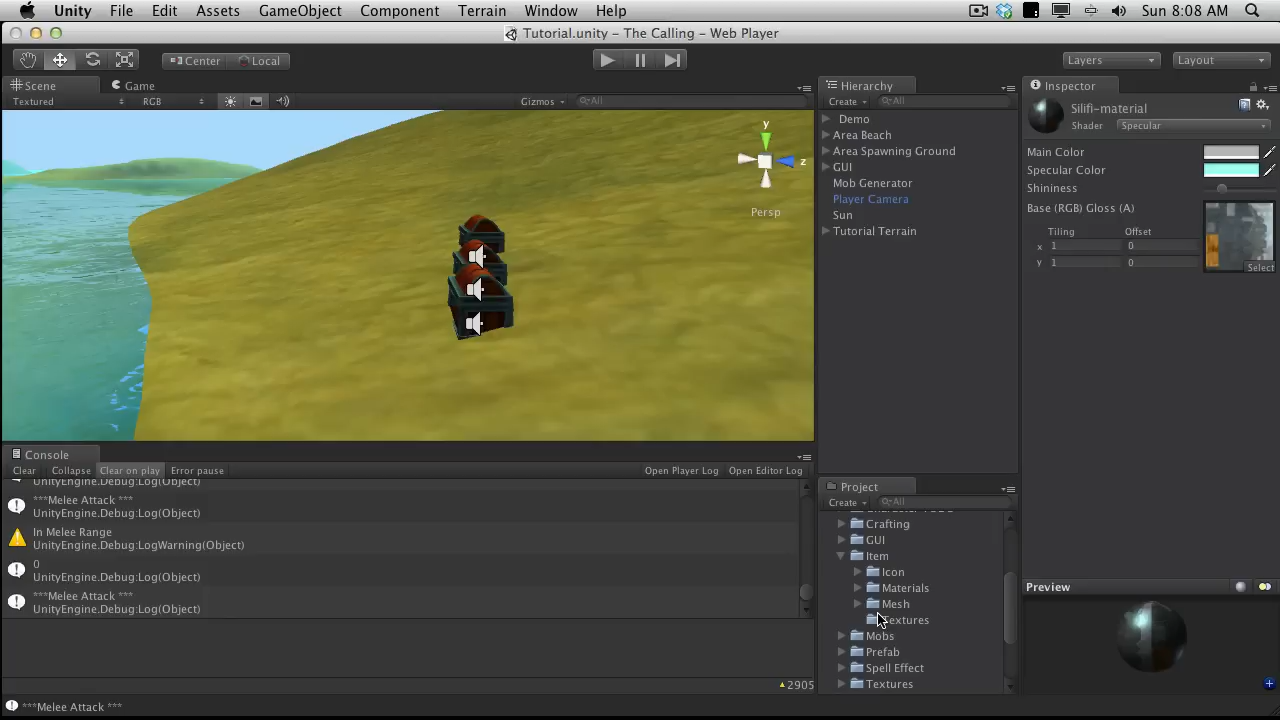 Unity File Edit Assets GameObject Component Terrain Window Help Sun 8:08 AM
Tutorial.unity – The Calling – Web Player
Center Local Layers Layout
Scene Game
Textured RGB Gizmos All
y
z
Persp
Console
Clear Collapse Clear on play Error pause Open Player Log Open Editor Log
UnityEngine.Debug:Log(Object)
***Melee Attack ***
UnityEngine.Debug:Log(Object)
In Melee Range
UnityEngine.Debug:LogWarning(Object)
0
UnityEngine.Debug:Log(Object)
***Melee Attack ***
UnityEngine.Debug:Log(Object)
2905
***Melee Attack ***
Hierarchy
Create All
Demo
Area Beach
Area Spawning Ground
GUI
Mob Generator
Player Camera
Sun
Tutorial Terrain
Project
Create All
Crafting
GUI
Item
Icon
Materials
Mesh
Textures
Mobs
Prefab
Spell Effect
Textures
Inspector
Silifi-material
Shader Specular
Main Color
Specular Color
Shininess
Base (RGB) Gloss (A)
Tiling Offset
x 1 0
y 1 0
Select
Preview